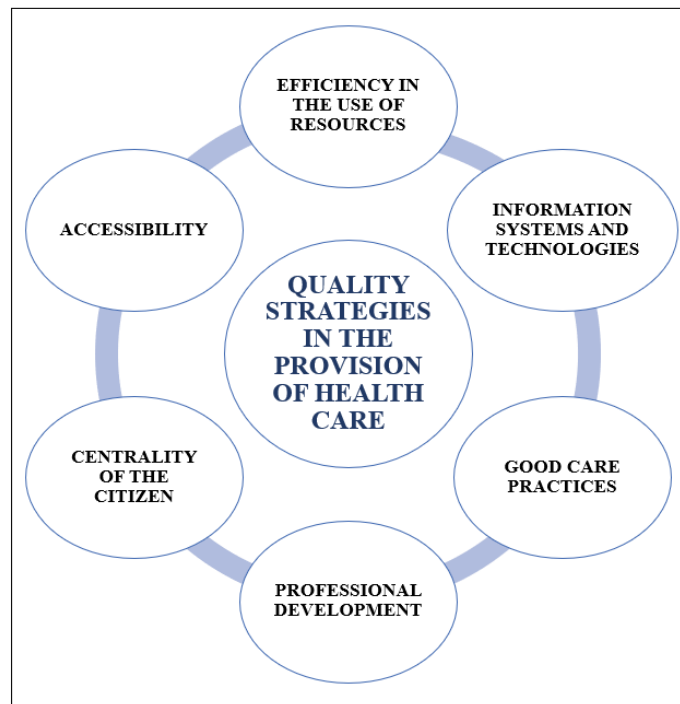 EFFICIENCY IN
THE USE OF
RESOURCES
INFORMATION
SYSTEMS AND
TECHNOLOGIES
GOOD CARE
PRACTICES
PROFESSIONAL
DEVELOPMENT
CENTRALITY
OF THE
CITIZEN
ACCESSIBILITY
QUALITY
STRATEGIES
IN THE
PROVISION
OF HEALTH
CARE